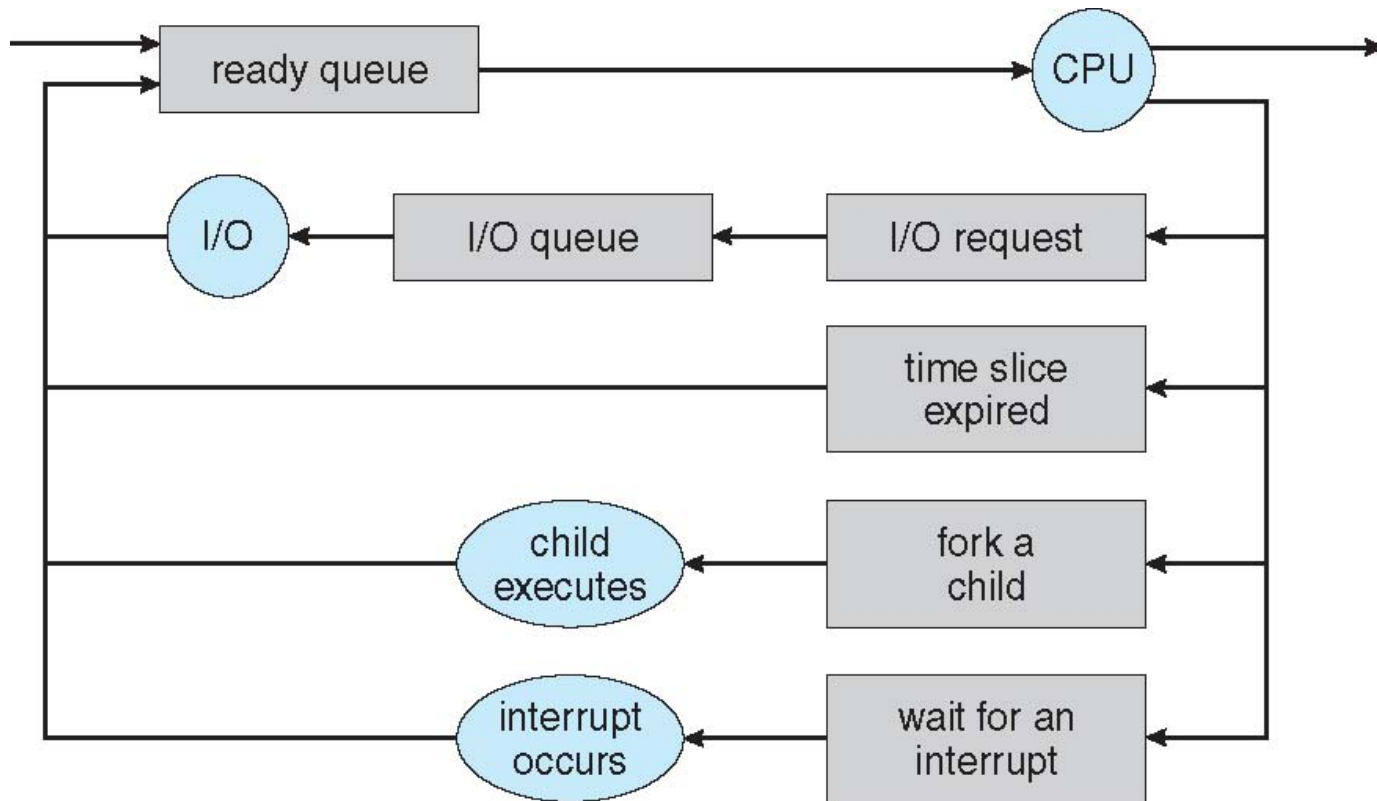 ready queue
CPU
I/O
I/O queue
I/O request
time slice
expired
child
executes
fork a
child
interrupt
occurs
wait for an
interrupt